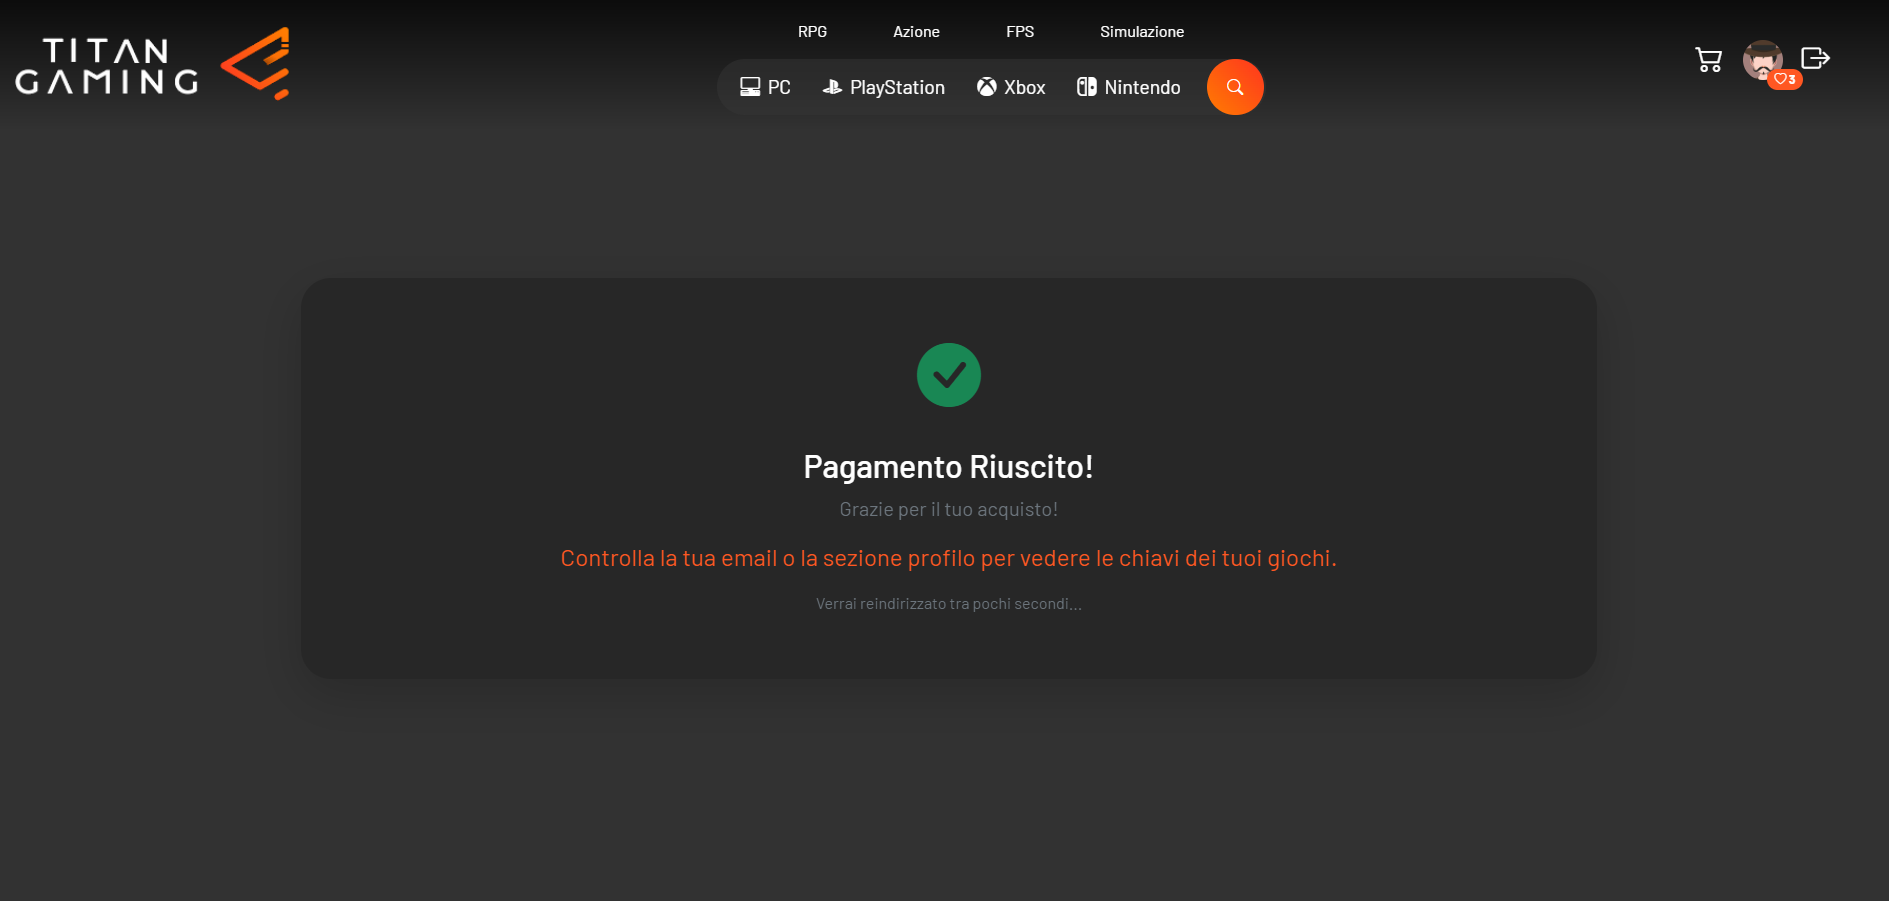 TITAN
GAMING
RPG Azione FPS Simulazione
PC PlayStation Xbox Nintendo
3
Pagamento Riuscito!
Grazie per il tuo acquisto!
Controlla la tua email o la sezione profilo per vedere le chiavi dei tuoi giochi.
Verrai reindirizzato tra pochi secondi...